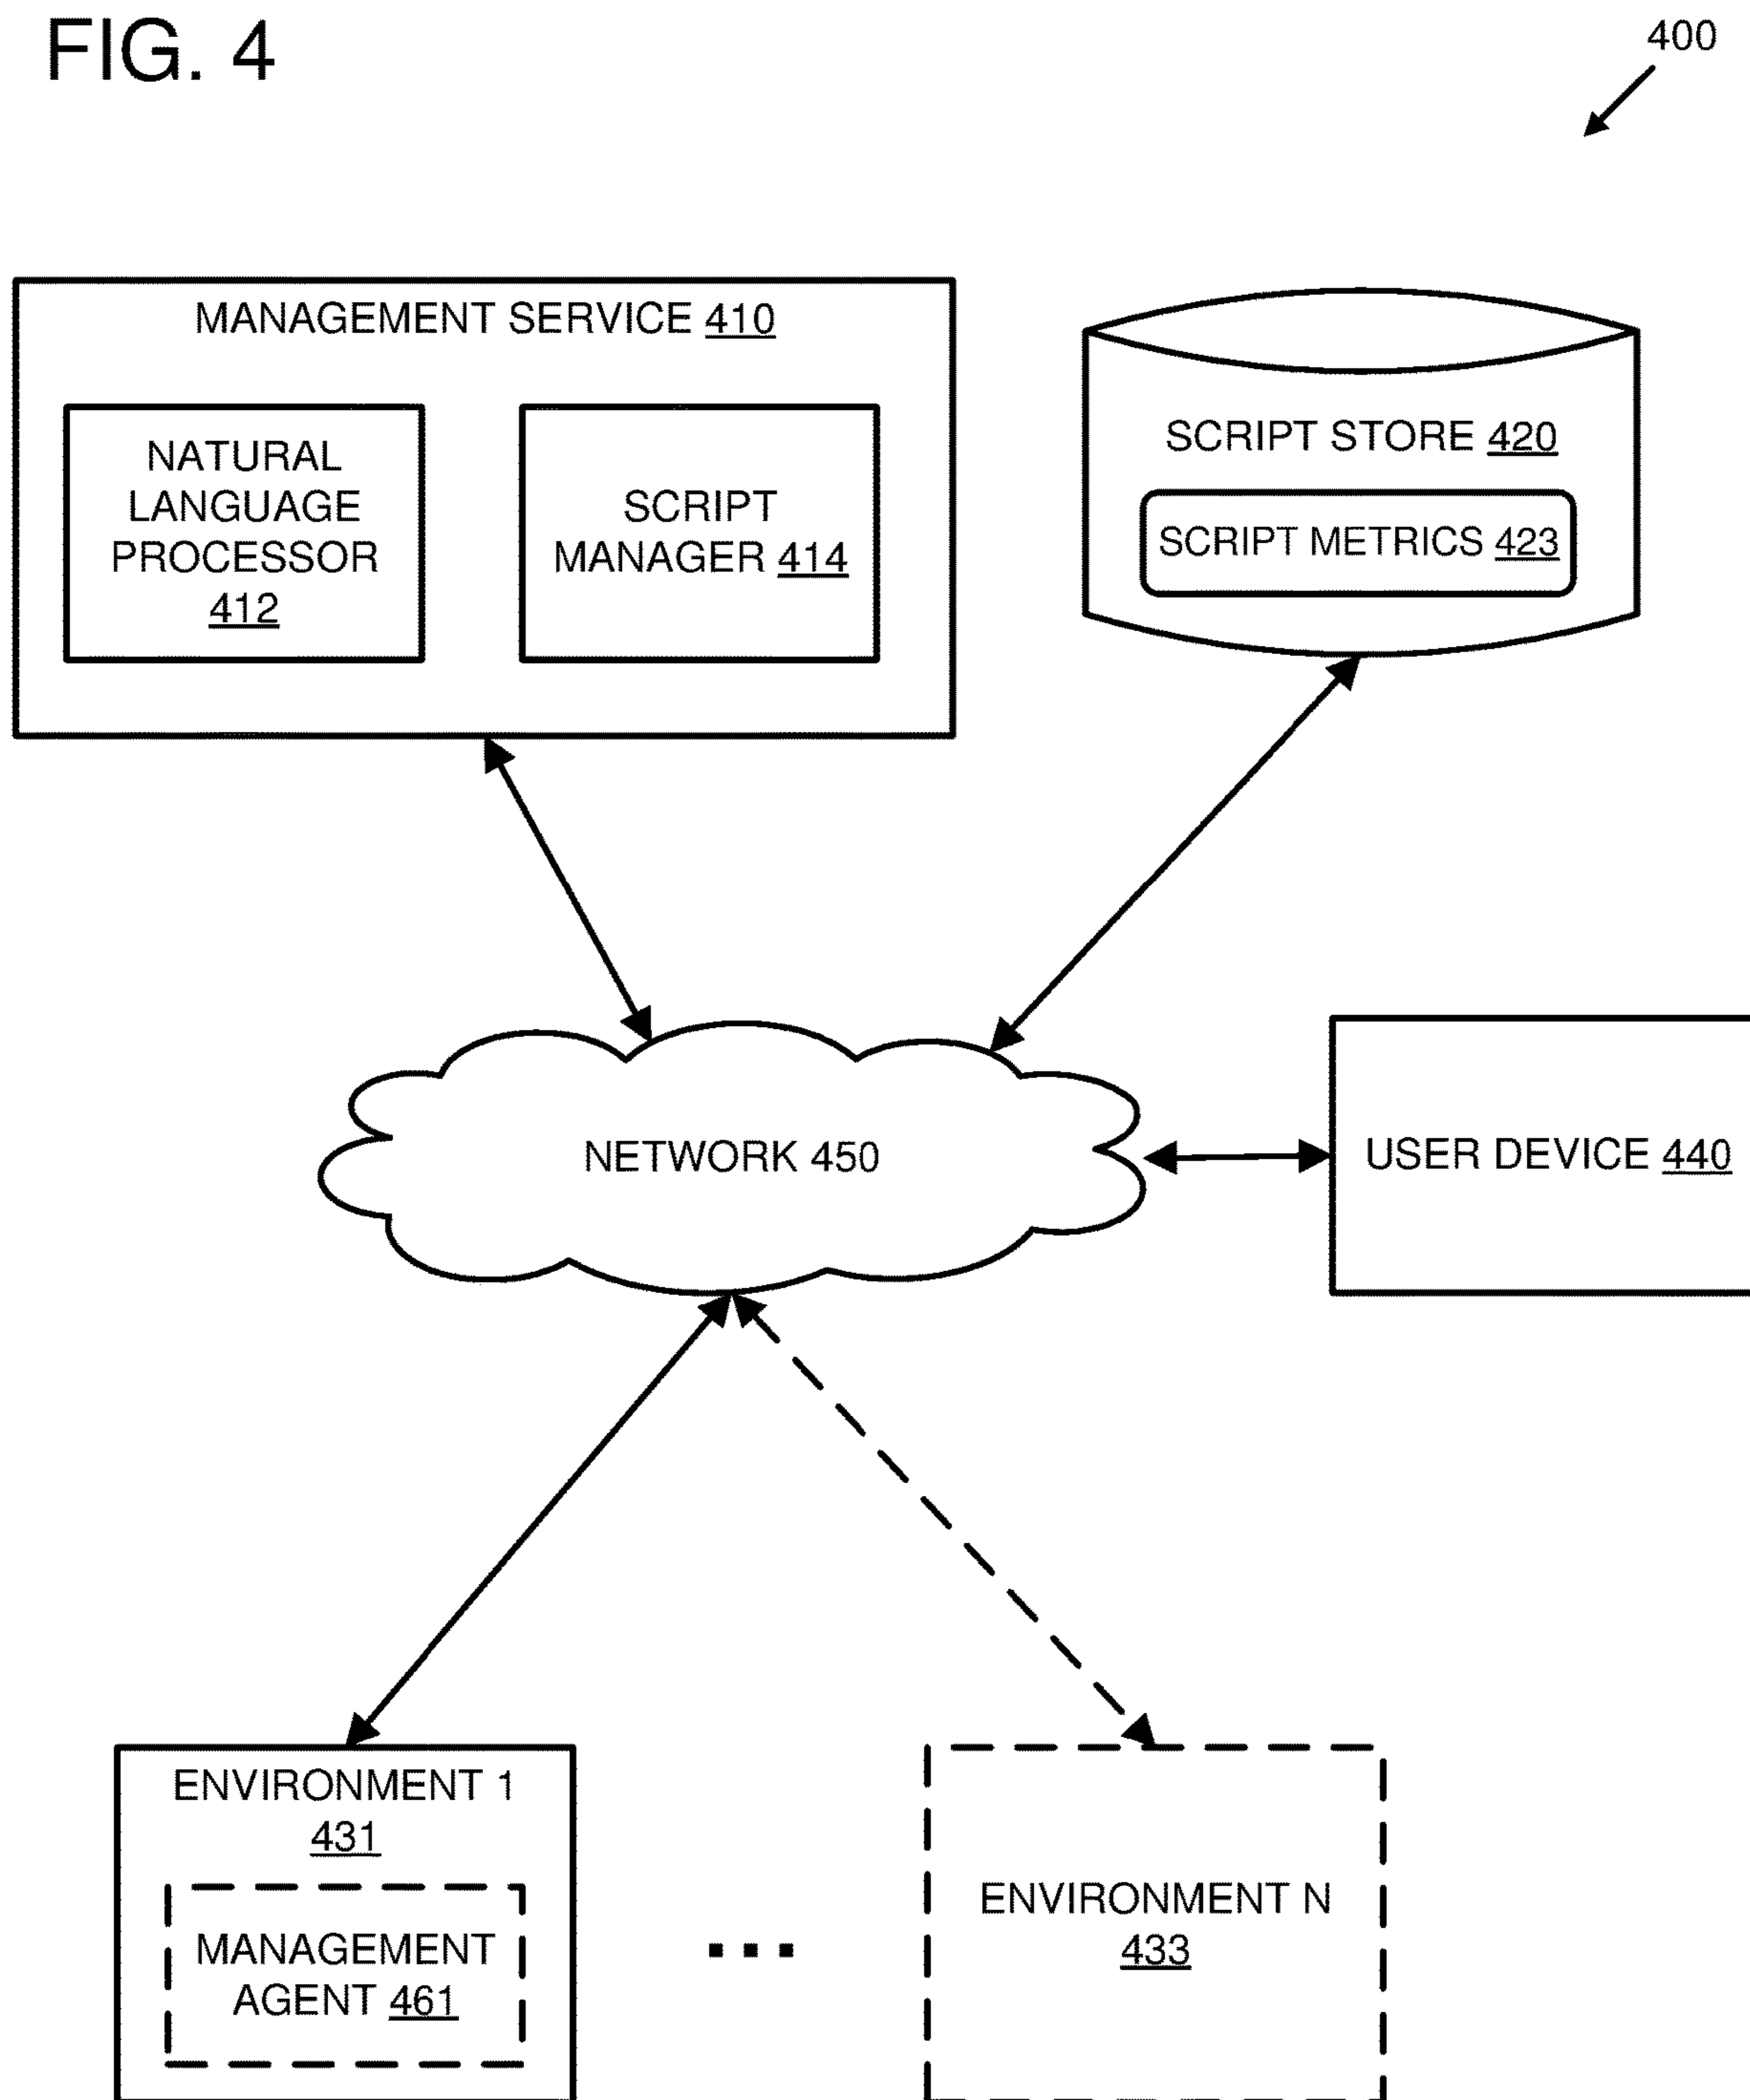 FIG. 4
400
MANAGEMENT SERVICE 410
NATURAL
LANGUAGE
PROCESSOR
412
SCRIPT
MANAGER 414
SCRIPT STORE 420
SCRIPT METRICS 423
NETWORK 450
USER DEVICE 440
ENVIRONMENT 1
431
MANAGEMENT
AGENT 461
...
ENVIRONMENT N
433